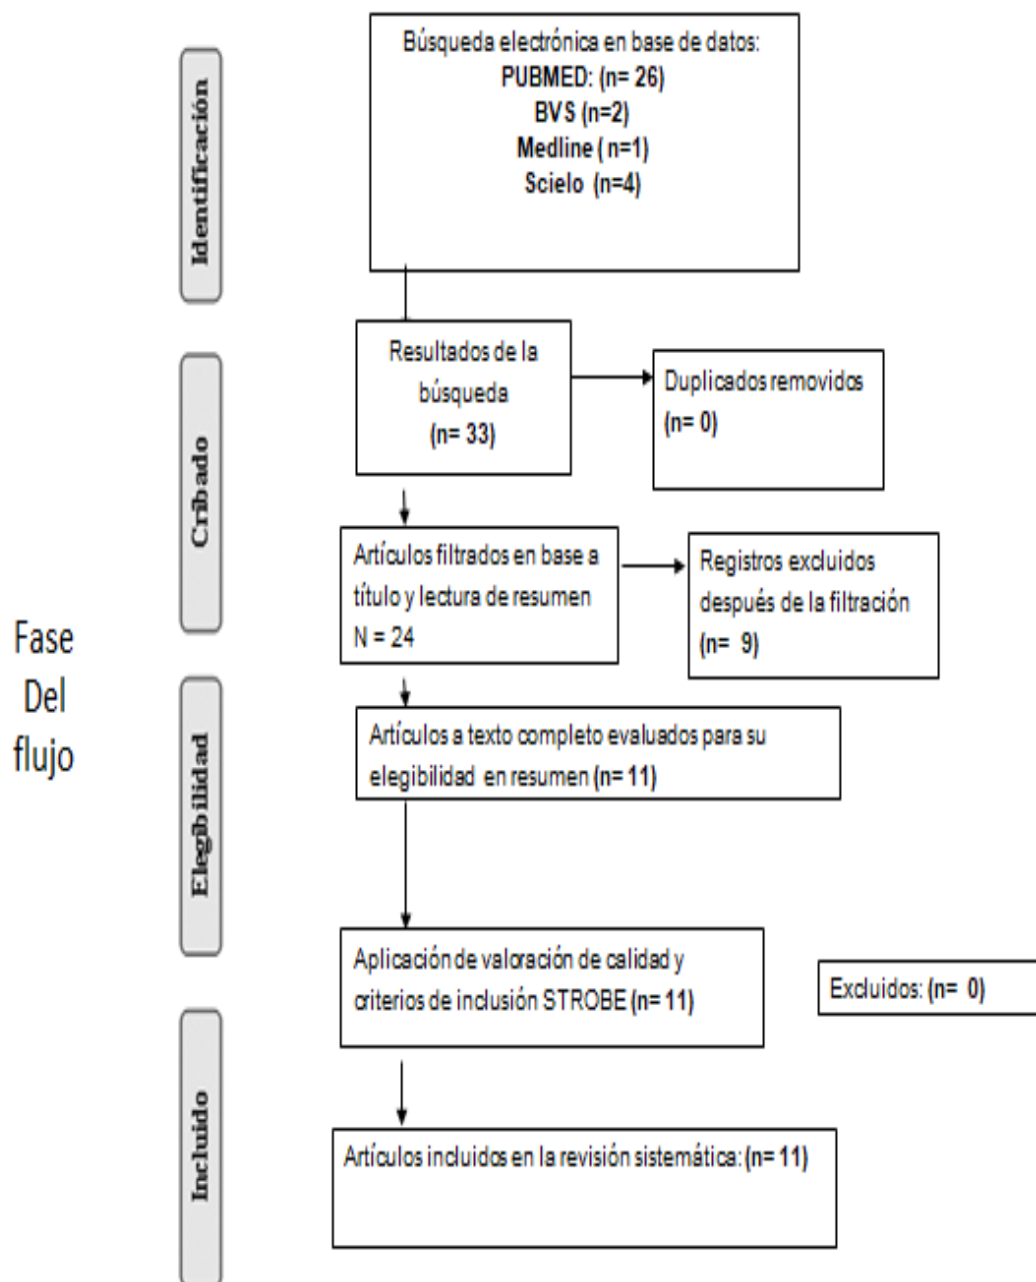 Búsqueda electrónica en base de datos:
PUBMED: (n= 26)
BVS (n=2)
Medline ( n=1)
Scielo (n=4)
Identificación
Resultados de la
búsqueda
(n= 33)
Duplicados removidos
(n= 0)
Cribado
Artículos filtrados en base a
título y lectura de resumen
N = 24
Registros excluidos
después de la filtración
(n= 9)
Fase
Del
flujo
Elegibilidad
Artículos a texto completo evaluados para su
elegibilidad en resumen (n= 11)
Aplicación de valoración de calidad y
criterios de inclusión STROBE (n= 11)
Excluidos: (n= 0)
Incluido
Artículos incluidos en la revisión sistemática: (n= 11)